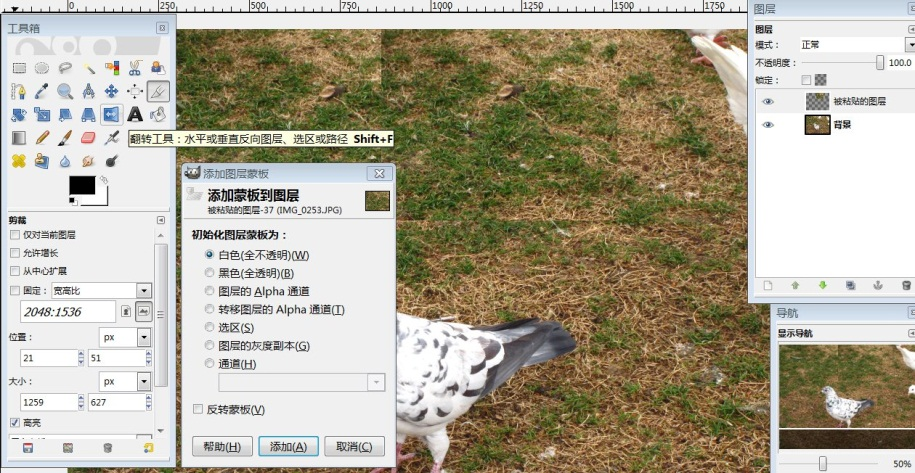 0
250
500
750
1000
1250
1500
1750
工具箱
翻转工具：水平或垂直反向图层、选区或路径 Shift+F
剪裁
仅对当前图层
允许增长
从中心扩展
固定：
宽高比
2048:1536
位置：
px
21
51
大小：
px
1259
627
高亮
添加图层蒙板
添加蒙板到图层
被粘贴的图层-37 (IMG_0253.JPG)
初始化图层蒙板为：
白色(全不透明)(W)
黑色(全透明)(B)
图层的 Alpha 通道
转移图层的 Alpha 通道(T)
选区(S)
图层的灰度副本(G)
通道(H)
反转蒙板(V)
帮助(H)
添加(A)
取消(C)
图层
图层
模式：
正常
不透明度：
100.0
锁定：
被粘贴的图层
背景
导航
显示导航
50%